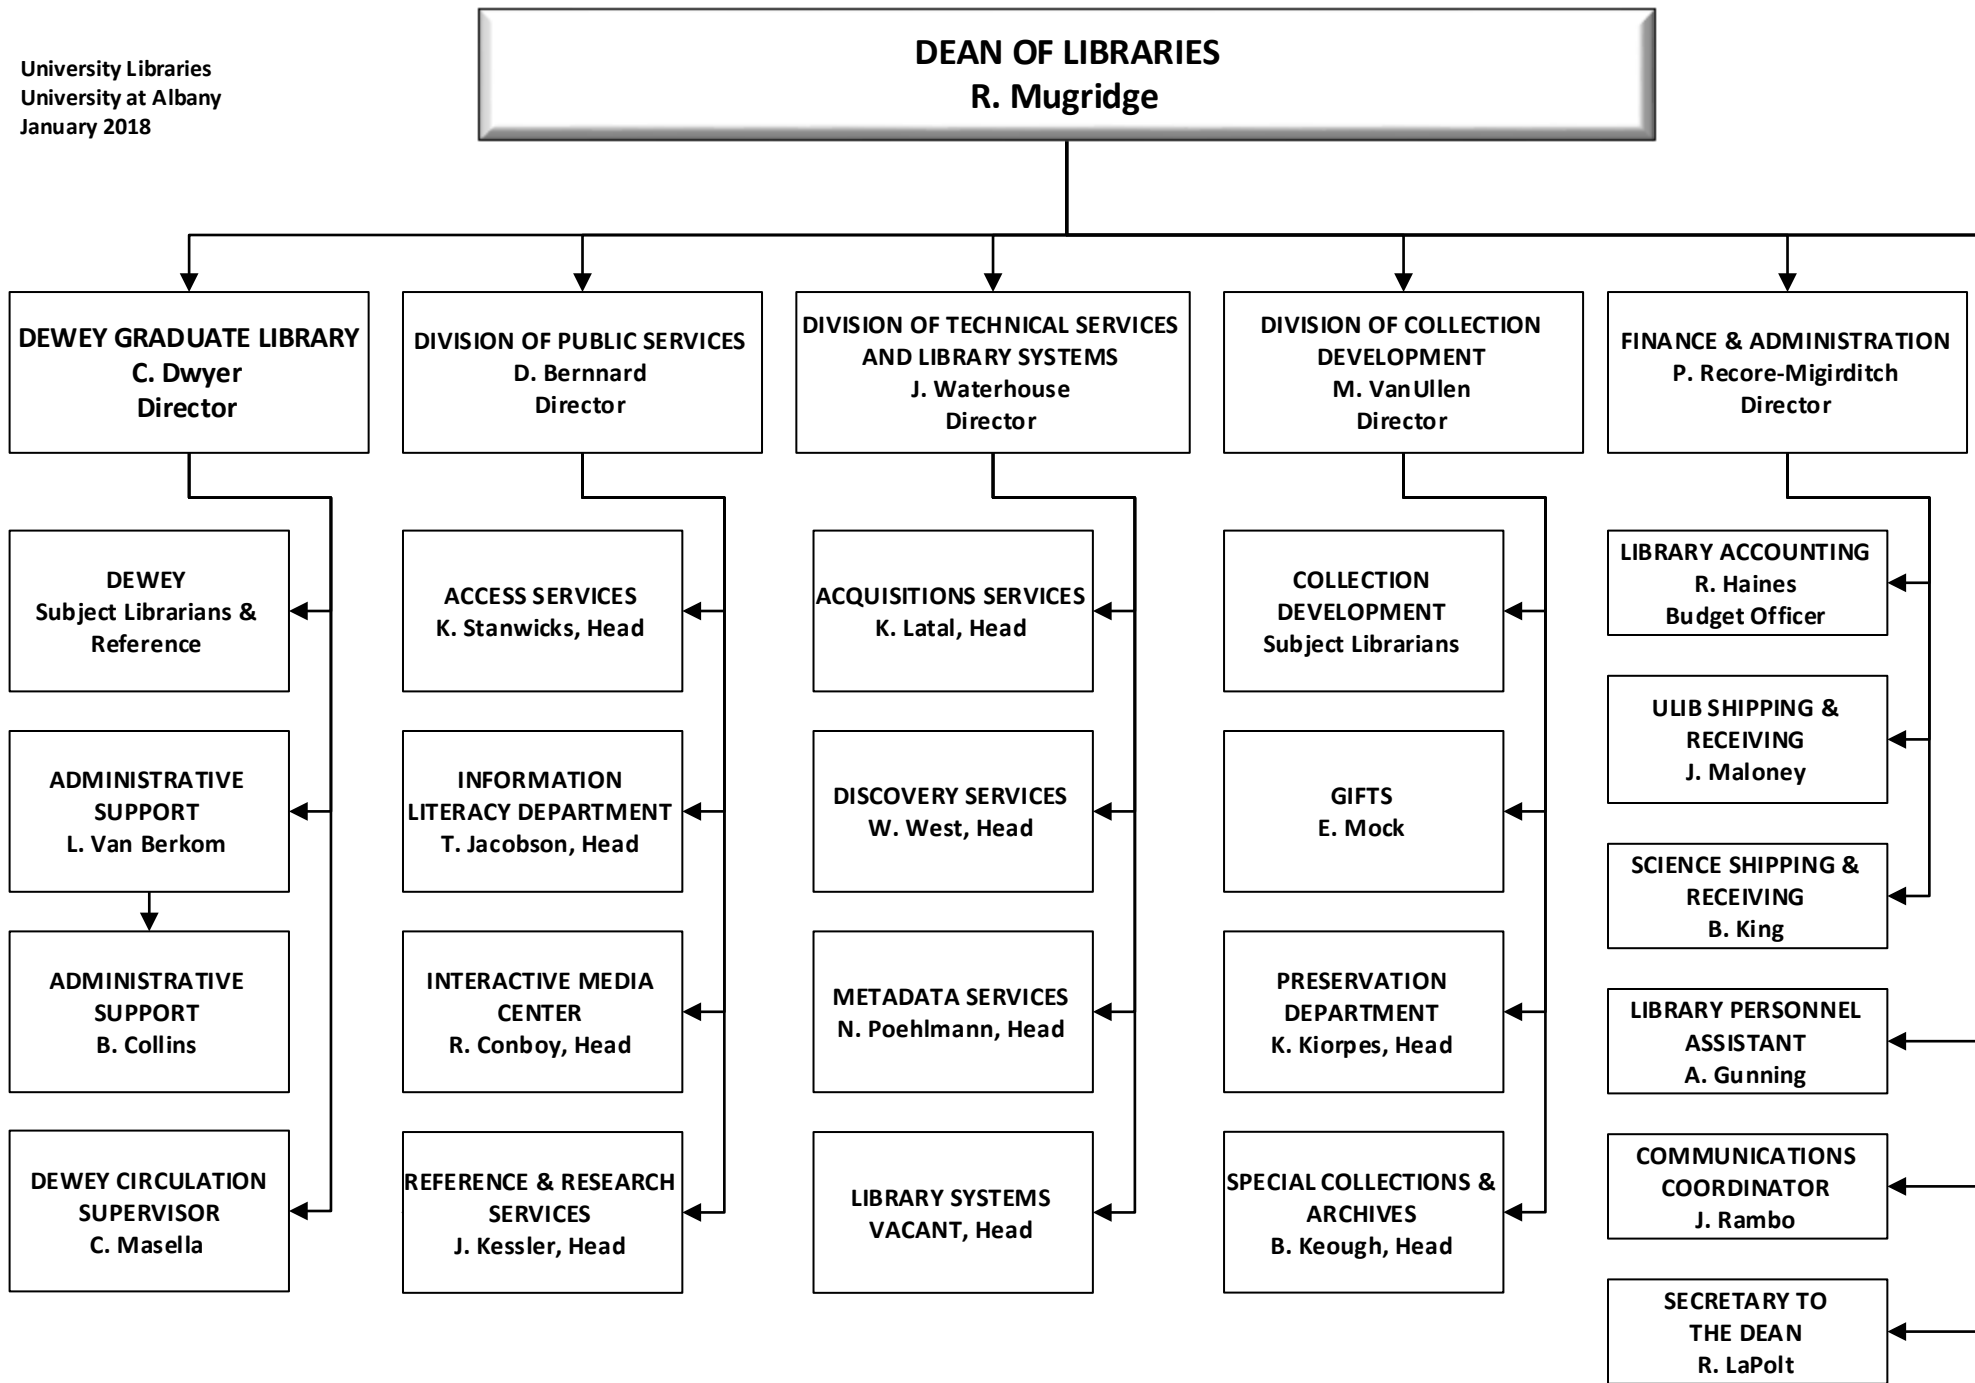 University Libraries
University at Albany
January 2018
DEAN OF LIBRARIES
R. Mugridge
DEWEY GRADUATE LIBRARY
C. Dwyer
Director
DIVISION OF PUBLIC SERVICES
D. Bernnard
Director
DIVISION OF TECHNICAL SERVICES
AND LIBRARY SYSTEMS
J. Waterhouse
Director
DIVISION OF COLLECTION
DEVELOPMENT
M. VanUllen
Director
FINANCE & ADMINISTRATION
P. Recore-Migirditch
Director
DEWEY
Subject Librarians &
Reference
ADMINISTRATIVE
SUPPORT
L. Van Berkom
ADMINISTRATIVE
SUPPORT
B. Collins
DEWEY CIRCULATION
SUPERVISOR
C. Masella
ACCESS SERVICES
K. Stanwicks, Head
INFORMATION
LITERACY DEPARTMENT
T. Jacobson, Head
INTERACTIVE MEDIA
CENTER
R. Conboy, Head
REFERENCE & RESEARCH
SERVICES
J. Kessler, Head
ACQUISITIONS SERVICES
K. Latal, Head
DISCOVERY SERVICES
W. West, Head
METADATA SERVICES
N. Poehlmann, Head
LIBRARY SYSTEMS
VACANT, Head
COLLECTION
DEVELOPMENT
Subject Librarians
GIFTS
E. Mock
PRESERVATION
DEPARTMENT
K. Kiorpes, Head
SPECIAL COLLECTIONS &
ARCHIVES
B. Keough, Head
LIBRARY ACCOUNTING
R. Haines
Budget Officer
ULIB SHIPPING &
RECEIVING
J. Maloney
SCIENCE SHIPPING &
RECEIVING
B. King
LIBRARY PERSONNEL
ASSISTANT
A. Gunning
COMMUNICATIONS
COORDINATOR
J. Rambo
SECRETARY TO
THE DEAN
R. LaPolt